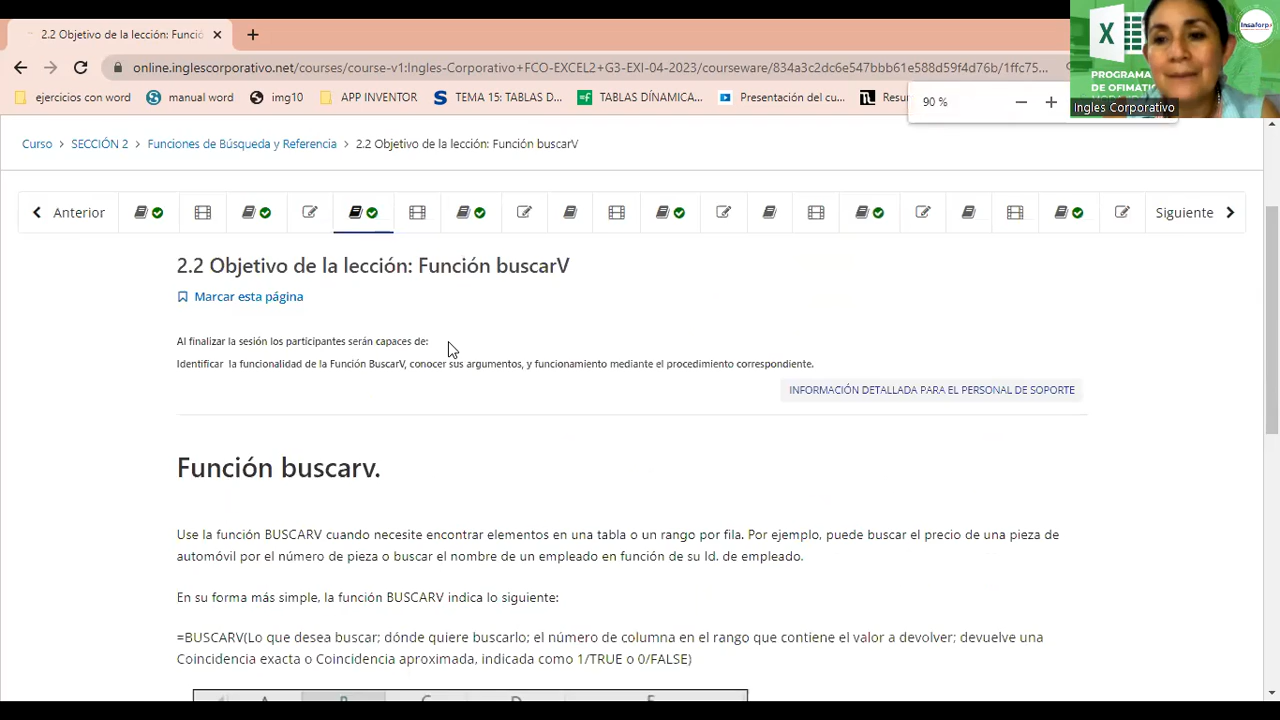 2.2 Objetivo de la lección: Funció
online.inglescorporativo.net/courses/course-v1:Ingles-Corporativo+FCO-EXCEL2+G3-EXI-04-2023/courseware/834a3c2dc6e547bbb61e588d59f4d76b/1ffc75...
ejercicios con word
manual word
img10
APP INVEN
TEMA 15: TABLAS D...
TABLAS DÍNAMICA...
Presentación del cu...
Resu
90 %
PROGRAMA
DE OFIMATI
Insaforp
Ingles Corporativo
Curso > SECCIÓN 2 > Funciones de Búsqueda y Referencia > 2.2 Objetivo de la lección: Función buscarV
Anterior
Siguiente
2.2 Objetivo de la lección: Función buscarV
Marcar esta página
Al finalizar la sesión los participantes serán capaces de:
Identificar la funcionalidad de la Función BuscarV, conocer sus argumentos, y funcionamiento mediante el procedimiento correspondiente.
INFORMACIÓN DETALLADA PARA EL PERSONAL DE SOPORTE
Función buscarv.
Use la función BUSCARV cuando necesite encontrar elementos en una tabla o un rango por fila. Por ejemplo, puede buscar el precio de una pieza de
automóvil por el número de pieza o buscar el nombre de un empleado en función de su Id. de empleado.
En su forma más simple, la función BUSCARV indica lo siguiente:
=BUSCARV(Lo que desea buscar; dónde quiere buscarlo; el número de columna en el rango que contiene el valor a devolver; devuelve una
Coincidencia exacta o Coincidencia aproximada, indicada como 1/TRUE o 0/FALSE)